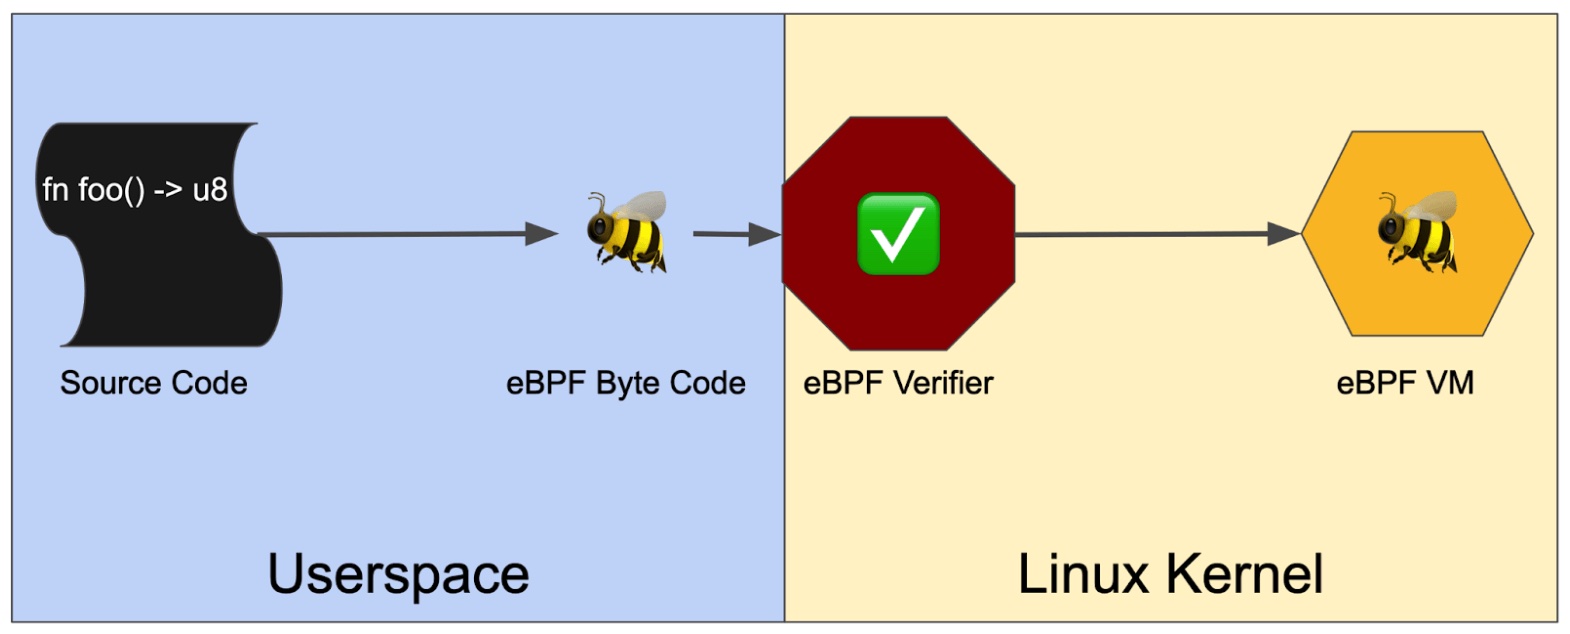 fn foo() -> u8
Source Code
eBPF Byte Code
eBPF Verifier
eBPF VM
Userspace
Linux Kernel